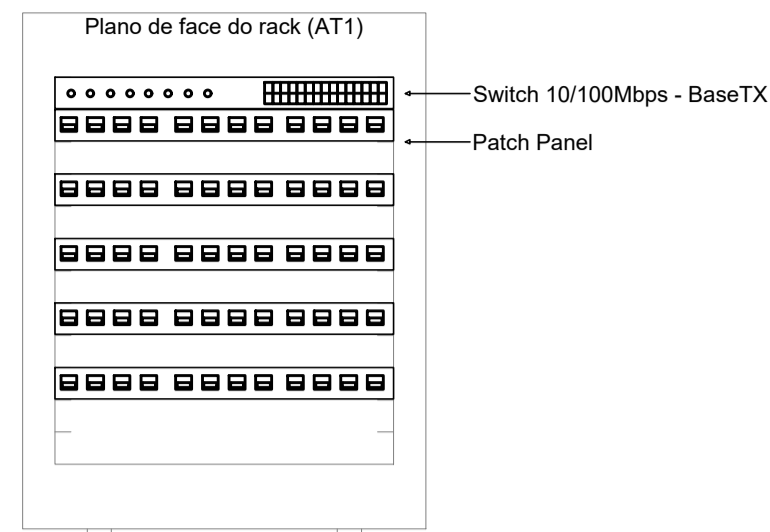 Plano de face do rack (AT1)
Switch 10/100Mbps - BaseTX
Patch Panel